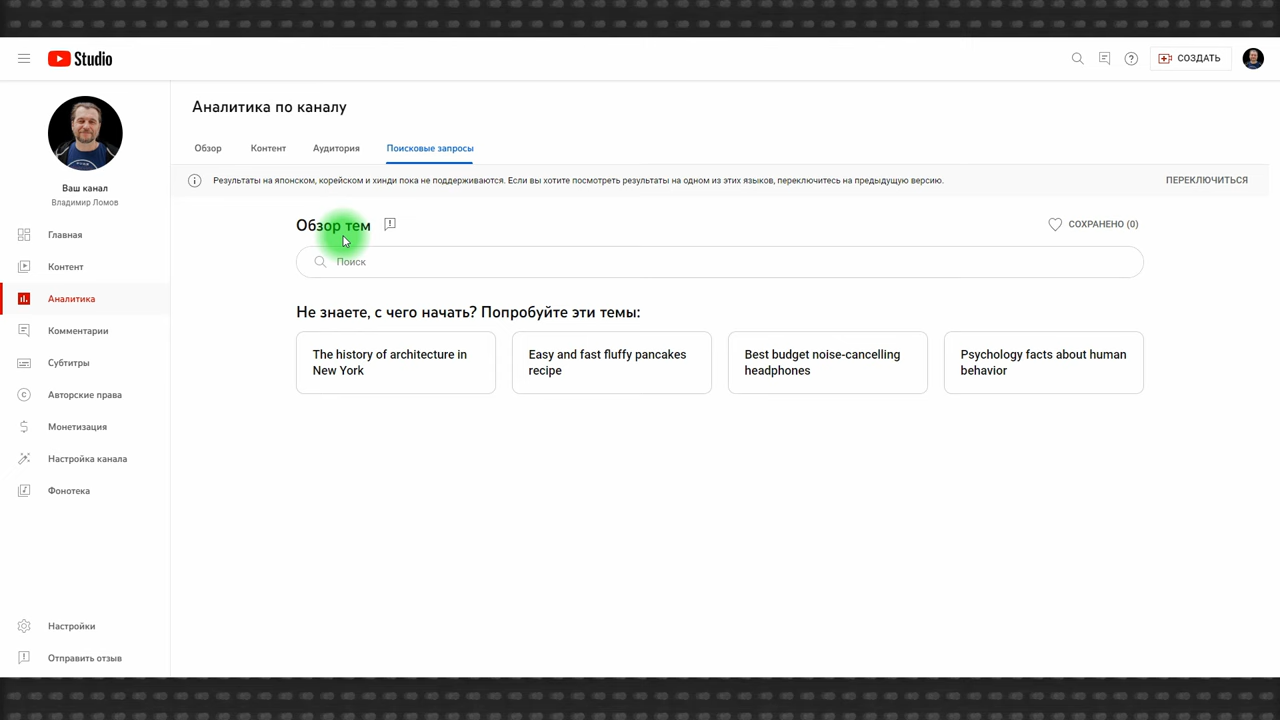 Studio
СОЗДАТЬ
Ваш канал
Владимир Ломов
Главная
Контент
Аналитика
Комментарии
Субтитры
Авторские права
Монетизация
Настройка канала
Фонотека
Настройки
Отправить отзыв
Аналитика по каналу
Обзор Контент Аудитория Поисковые запросы
Результаты на японском, корейском и хинди пока не поддерживаются. Если вы хотите посмотреть результаты на одном из этих языков, переключитесь на предыдущую версию. ПЕРЕКЛЮЧИТЬСЯ
Обзор тем СОХРАНЕНО (0)
Поиск
Не знаете, с чего начать? Попробуйте эти темы:
The history of architecture in
New York
Easy and fast fluffy pancakes
recipe
Best budget noise-cancelling
headphones
Psychology facts about human
behavior